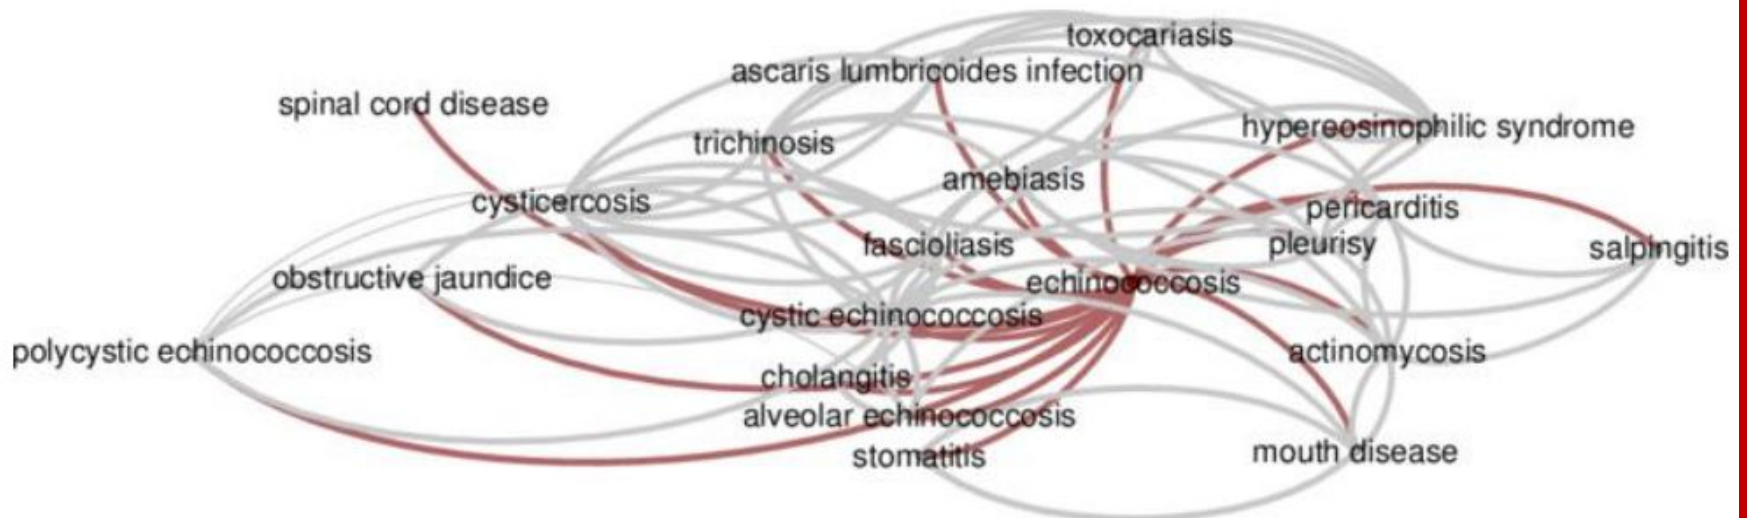 toxocariasis
ascaris lumbricoides infection
spinal cord disease
hypereosinophilic syndrome
trichinosis
amebiasis
cysticercosis
pericarditis
fascioliasis
pleurisy
salpingitis
obstructive jaundice
echinococcosis
cystic echinococcosis
polycystic echinococcosis
actinomycosis
cholangitis
alveolar echinococcosis
mouth disease
stomatitis